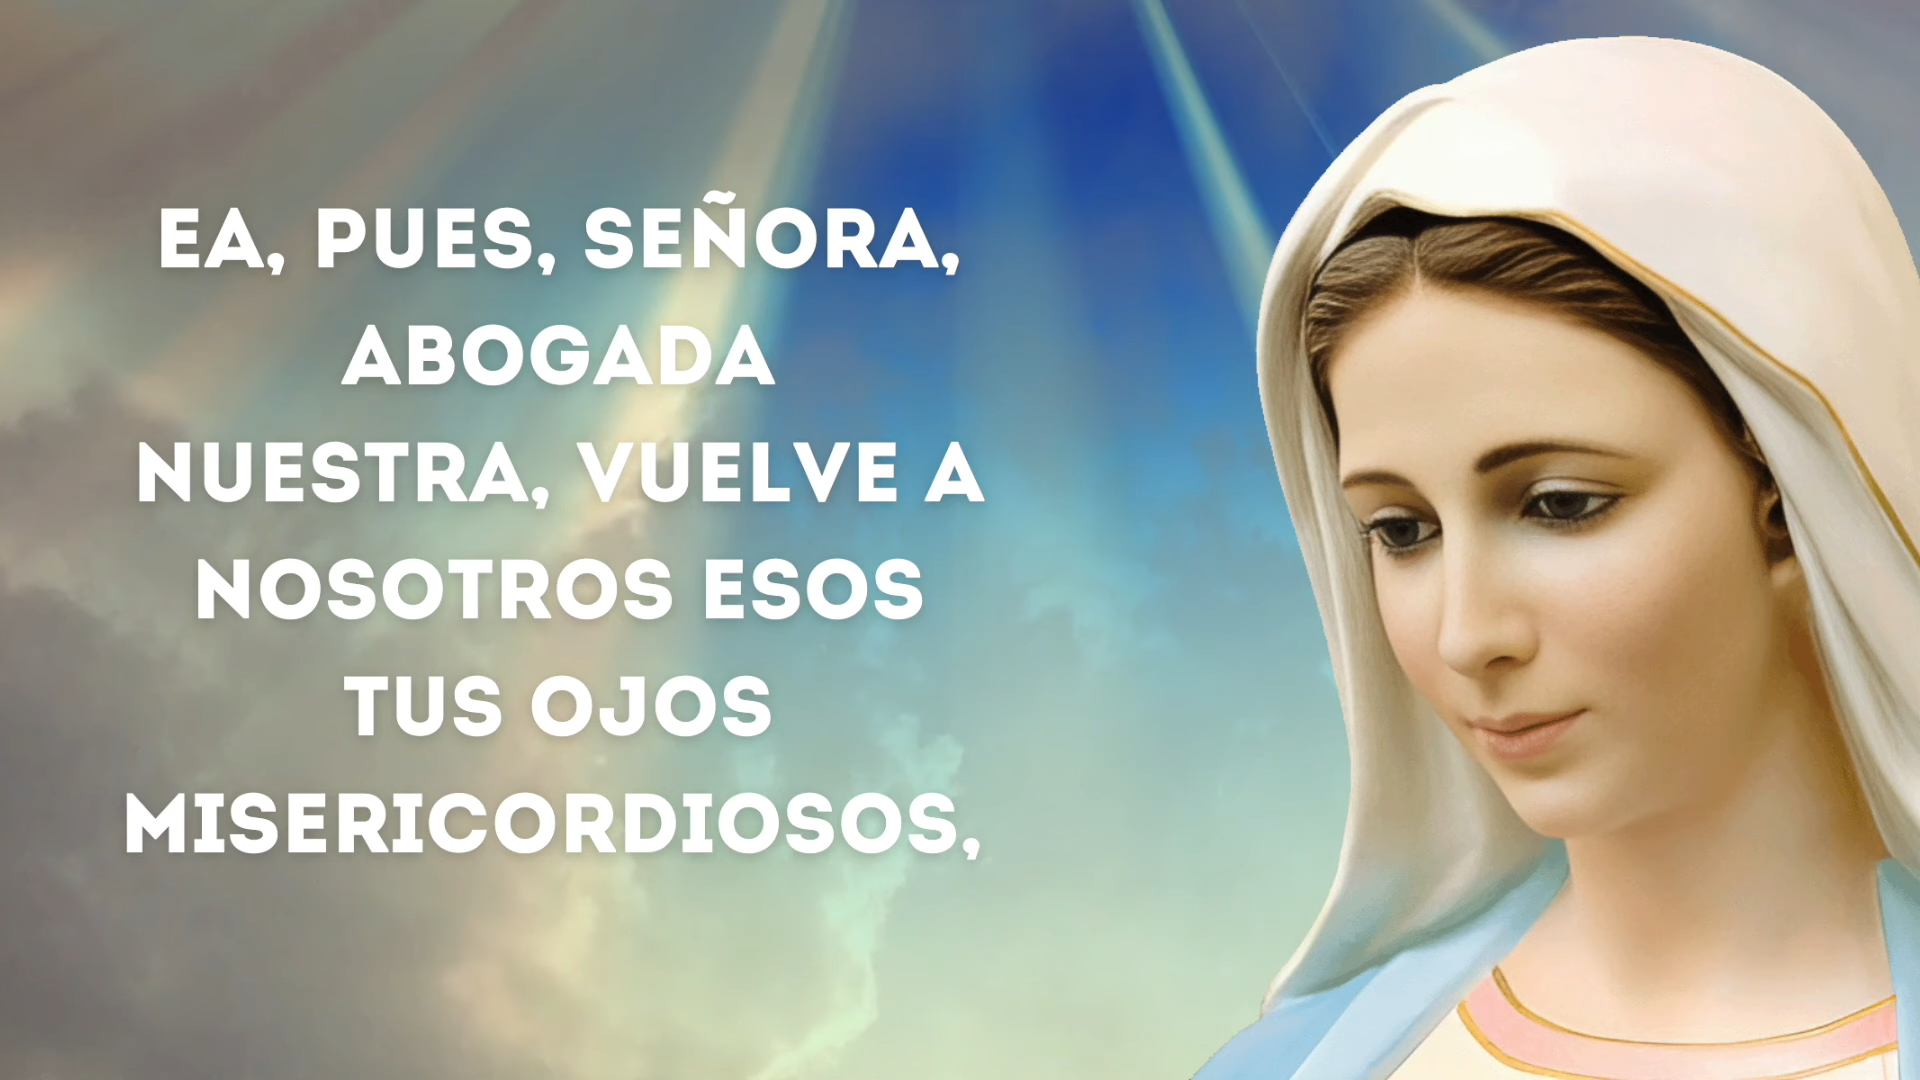 EA, PUES, SEÑORA,
ABOGADA
NUESTRA, VUELVE A
NOSOTROS ESOS
TUS OJOS
MISERICORDIOSOS,